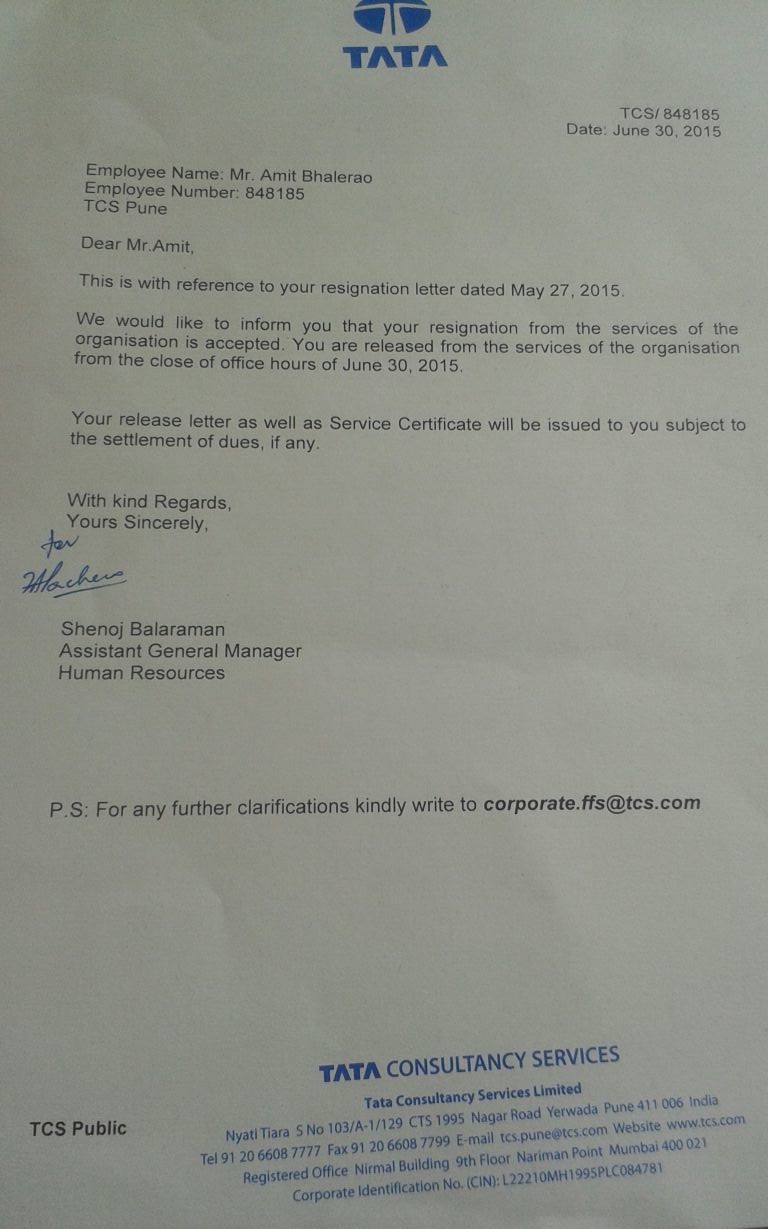 TATA
TCS/ 848185
Date: June 30, 2015
Employee Name: Mr. Amit Bhalerao
Employee Number: 848185
TCS Pune
Dear Mr.Amit,
This is with reference to your resignation letter dated May 27, 2015.
We would like to inform you that your resignation from the services of the
organisation is accepted. You are released from the services of the organisation
from the close of office hours of June 30, 2015.
Your release letter as well as Service Certificate will be issued to you subject to
the settlement of dues, if any.
With kind Regards,
Yours Sincerely,
for
Shenoj Balaraman
Assistant General Manager
Human Resources
P.S: For any further clarifications kindly write to corporate.ffs@tcs.com
TATA CONSULTANCY SERVICES
Tata Consultancy Services Limited
TCS Public
Nyati Tiara S No 103/A-1/129 CTS 1995 Nagar Road Yerwada Pune 411 006 India
Tel 91 20 6608 7777 Fax 91 20 6608 7799 E-mail tcs.pune@tcs.com Website www.tcs.com
Registered Office Nirmal Building 9th Floor Nariman Point Mumbai 400 021
Corporate Identification No. (CIN): L22210MH1995PLC084781